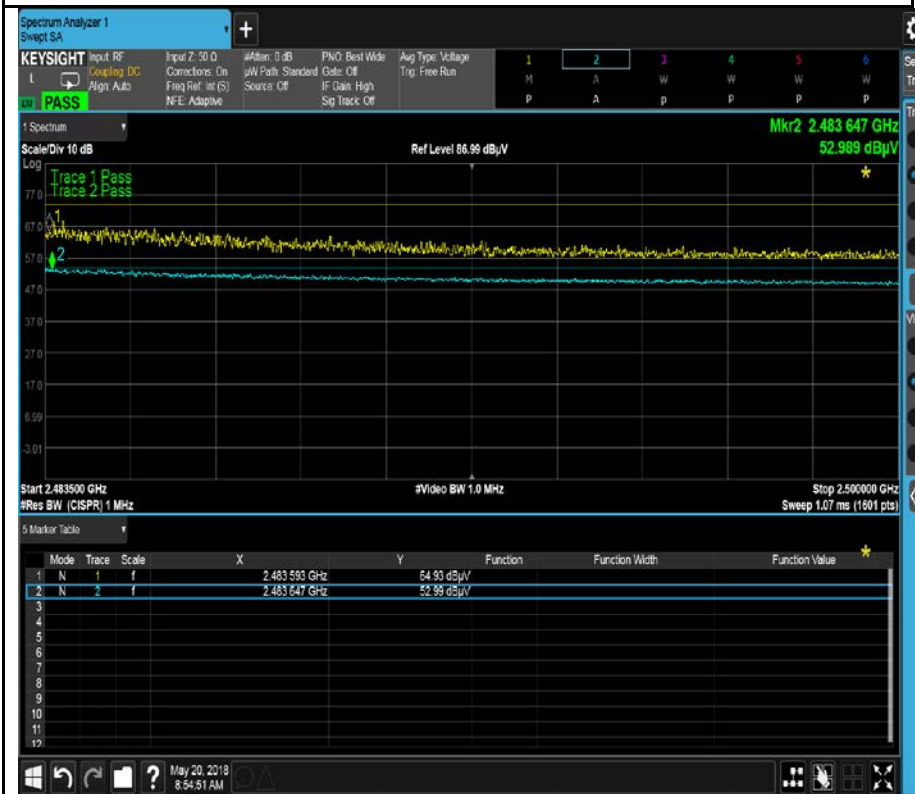 Spectrum Analyzer 1
Swept SA
+
KEYSIGHT Input: RF Input Z: 50 Ω #Atten: 0 dB PNO: Best Wide Avg Type: Voltage 1 2 3 4 5 6
L Coupling: DC Corrections: On µW Path: Standard Gate: Off Trig: Free Run M A W W W W
Align: Auto Freq Ref: Int (S) Source: Off IF Gain: High
PASS NFE: Adaptive Sig Track: Off P A P P P P
1 Spectrum
Mkr2 2.483 647 GHz
Scale/Div 10 dB Ref Level 86.99 dBµV 52.989 dBµV
Log
Trace 1 Pass
Trace 2 Pass
77.0
1
67.0
57.0
2
47.0
37.0
27.0
17.0
6.99
-3.01
Start 2.483500 GHz #Video BW 1.0 MHz Stop 2.500000 GHz
#Res BW (CISPR) 1 MHz Sweep 1.07 ms (1601 pts)
5 Marker Table
Mode Trace Scale X Y Function Function Width Function Value
1 N 1 f 2.483 593 GHz 64.93 dBµV
2 N 2 f 2.483 647 GHz 52.99 dBµV
3
4
5
6
7
8
9
10
11
12
? May 20, 2018
8:54:51 AM